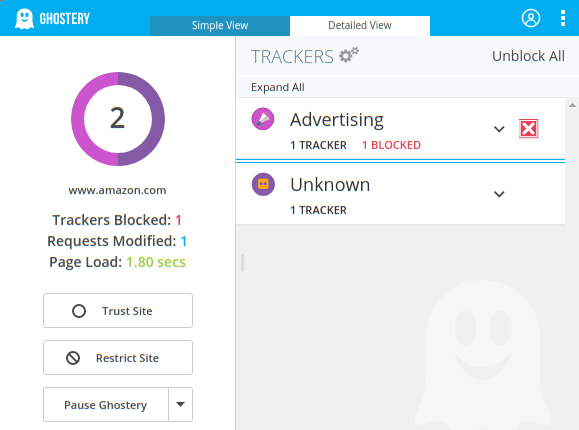 GHOSTERY
Simple View
Detailed View
2
www.amazon.com
Trackers Blocked: 1
Requests Modified: 1
Page Load: 1.80 secs
Trust Site
Restrict Site
Pause Ghostery
TRACKERS
Unblock All
Expand All
Advertising
1 TRACKER 1 BLOCKED
Unknown
1 TRACKER